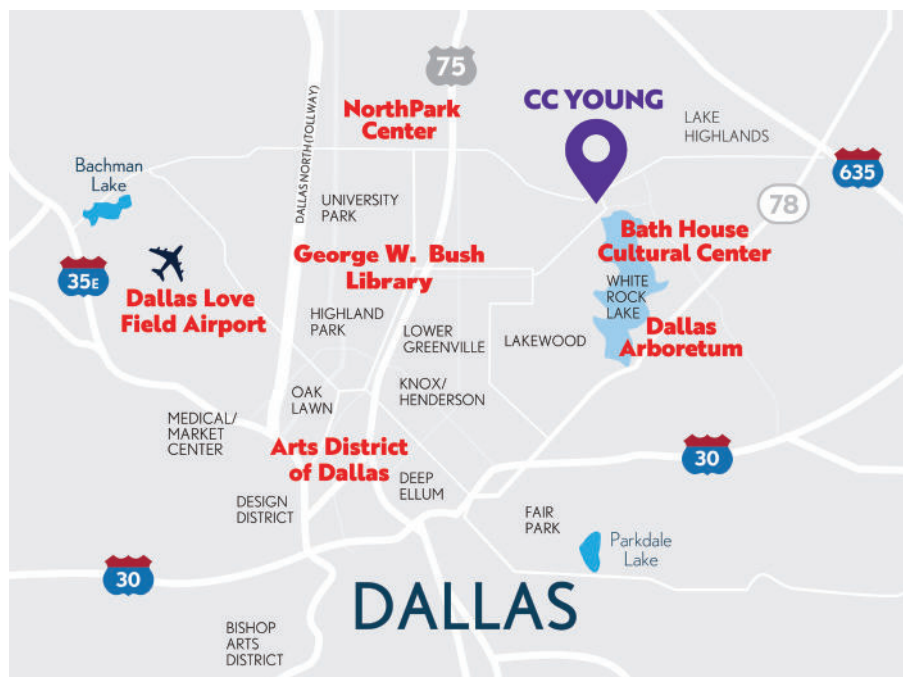 75
CC YOUNG
NorthPark
Center
LAKE
HIGHLANDS
DALLAS NORTH (TOLLWAY)
Bachman
Lake
635
78
UNIVERSITY
PARK
Bath House
Cultural Center
George W. Bush
Library
35E
WHITE
ROCK
LAKE
Dallas Love
Field Airport
HIGHLAND
PARK
LOWER
GREENVILLE
LAKEWOOD
Dallas
Arboretum
KNOX/
HENDERSON
OAK
LAWN
MEDICAL/
MARKET
CENTER
Arts District
of Dallas
30
DEEP
ELLUM
DESIGN
DISTRICT
FAIR
PARK
Parkdale
Lake
30
DALLAS
BISHOP
ARTS
DISTRICT